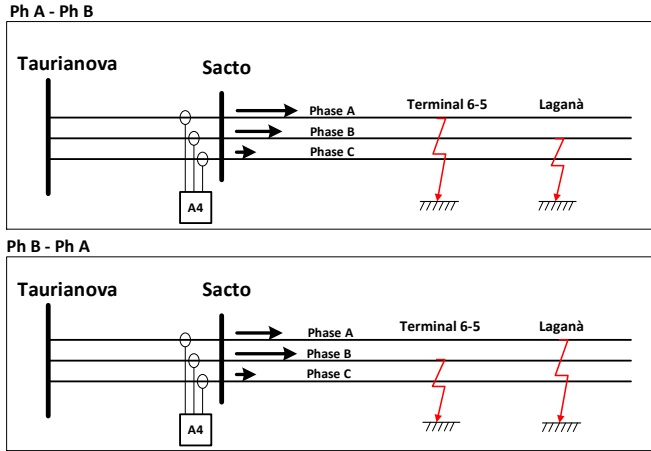 Ph A - Ph B
Taurianova
Sacto
Phase A
Terminal 6-5
Laganà
Phase B
Phase C
A4
Ph B - Ph A
Taurianova
Sacto
Phase A
Terminal 6-5
Laganà
Phase B
Phase C
A4